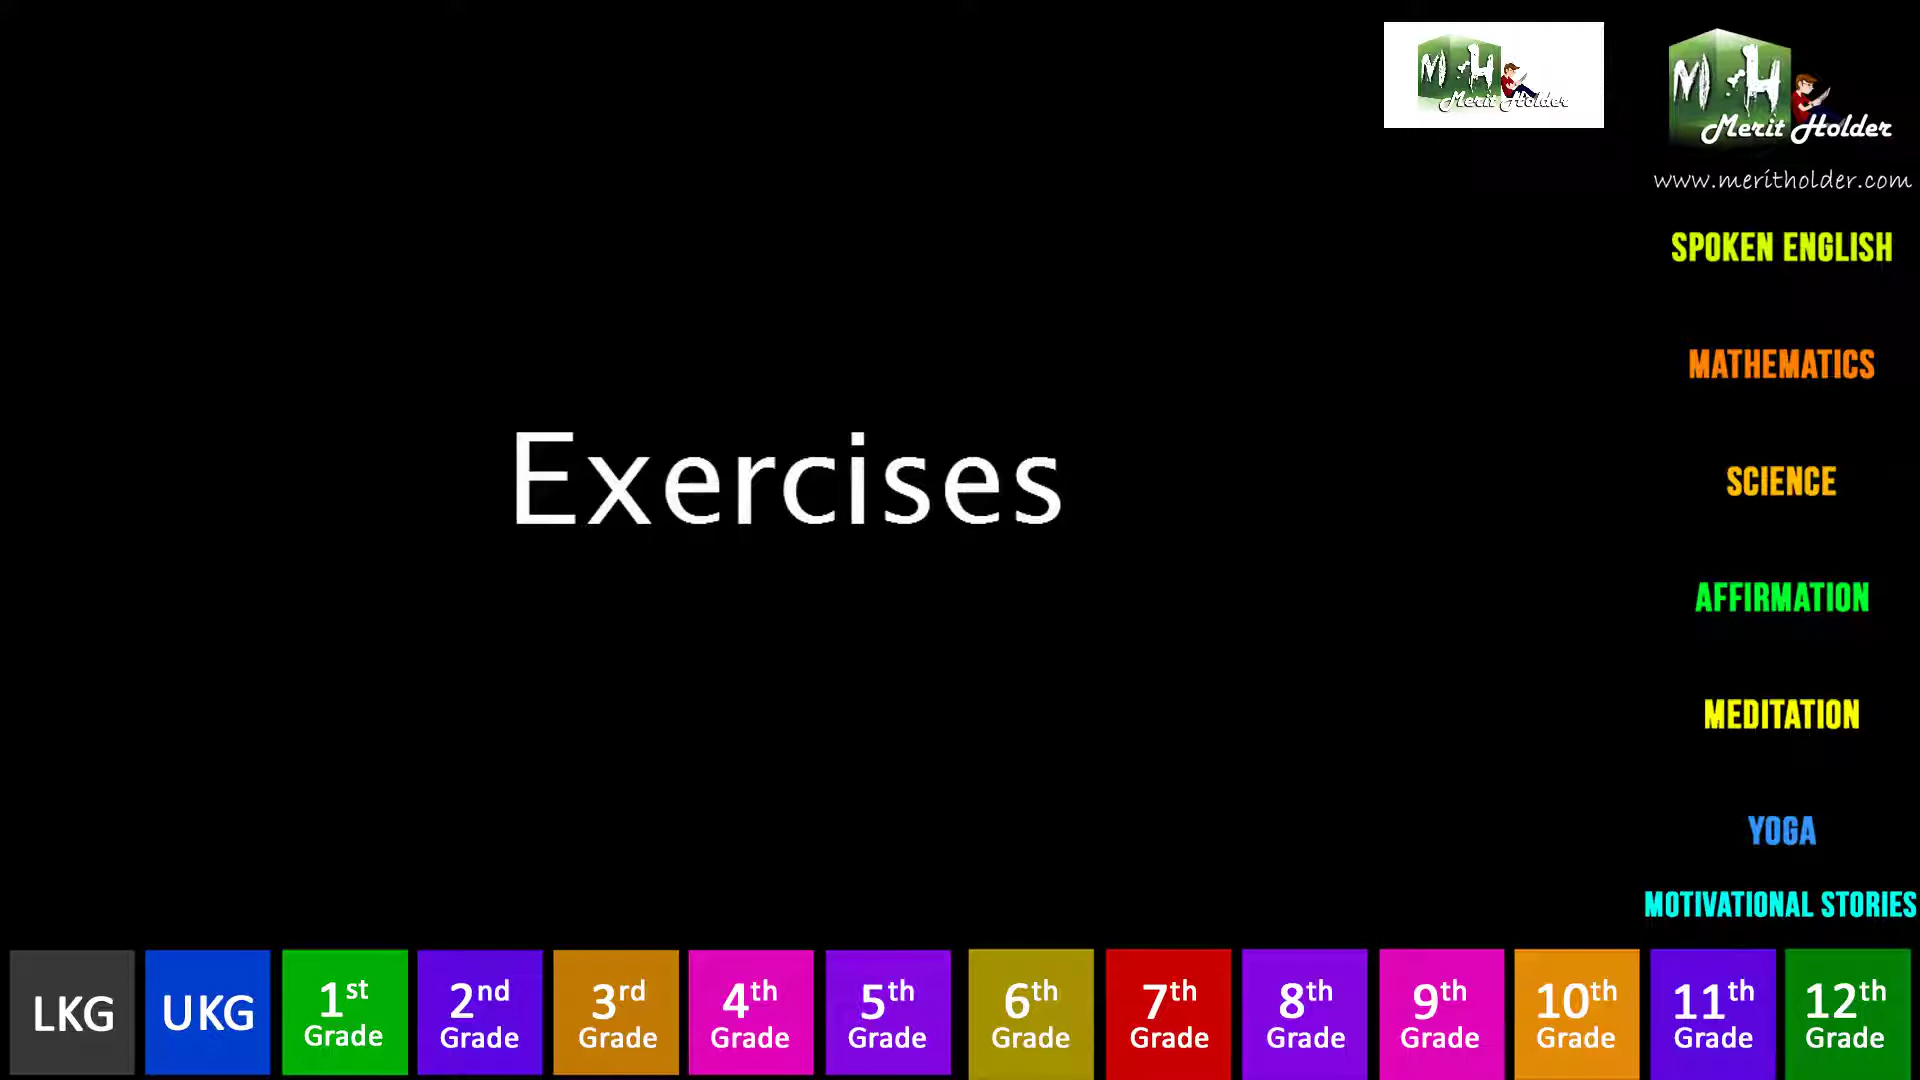 M H
Merit Holder
M H
Merit Holder
www.meritholder.com
SPOKEN ENGLISH
MATHEMATICS
SCIENCE
Exercises
AFFIRMATION
MEDITATION
YOGA
MOTIVATIONAL STORIES
LKG
UKG
1st
Grade
2nd
Grade
3rd
Grade
4th
Grade
5th
Grade
6th
Grade
7th
Grade
8th
Grade
9th
Grade
10th
Grade
11th
Grade
12th
Grade